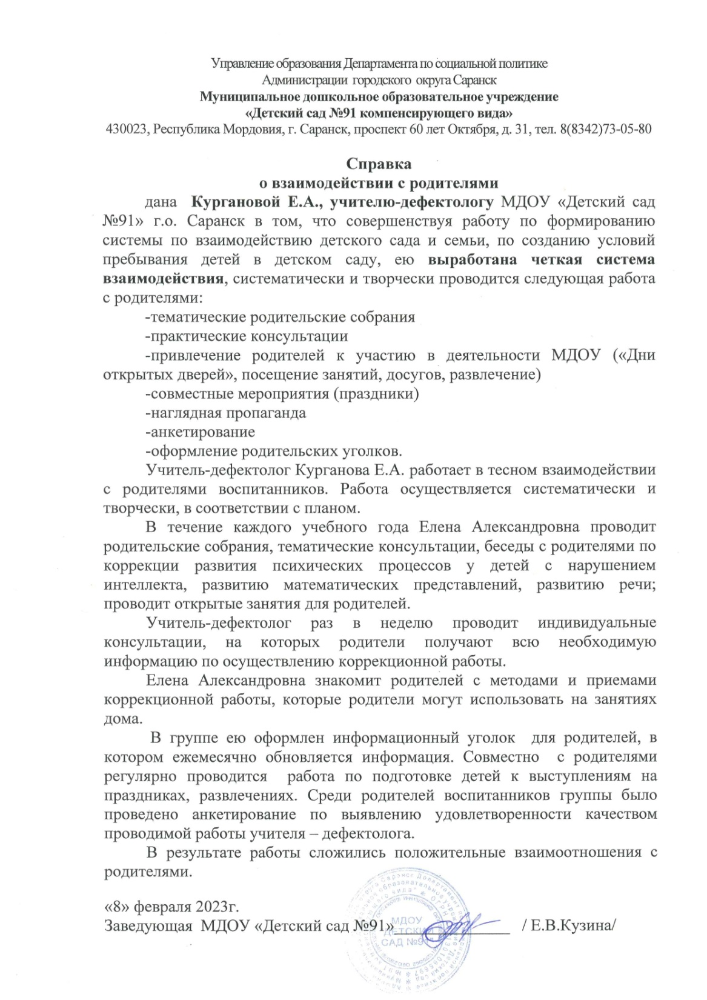 Управление образования Департамента по социальной политике
Администрации городского округа Саранск
Муниципальное дошкольное образовательное учреждение
«Детский сад №91 компенсирующего вида»
430023, Республика Мордовия, г. Саранск, проспект 60 лет Октября, д. 31, тел. 8(8342)73-05-80
Справка
о взаимодействии с родителями
дана Кургановой Е.А., учителю-дефектологу МДОУ «Детский сад
№91» г.о. Саранск в том, что совершенствуя работу по формированию
системы по взаимодействию детского сада и семьи, по созданию условий
пребывания детей в детском саду, ею выработана четкая система
взаимодействия, систематически и творчески проводится следующая работа
с родителями:
-тематические родительские собрания
-практические консультации
-привлечение родителей к участию в деятельности МДОУ («Дни
открытых дверей», посещение занятий, досугов, развлечение)
-совместные мероприятия (праздники)
-наглядная пропаганда
-анкетирование
-оформление родительских уголков.
Учитель-дефектолог Курганова Е.А. работает в тесном взаимодействии
с родителями воспитанников. Работа осуществляется систематически и
творчески, в соответствии с планом.
В течение каждого учебного года Елена Александровна проводит
родительские собрания, тематические консультации, беседы с родителями по
коррекции развития психических процессов у детей с нарушением
интеллекта, развитию математических представлений, развитию речи;
проводит открытые занятия для родителей.
Учитель-дефектолог раз в неделю проводит индивидуальные
консультации, на которых родители получают всю необходимую
информацию по осуществлению коррекционной работы.
Елена Александровна знакомит родителей с методами и приемами
коррекционной работы, которые родители могут использовать на занятиях
дома.
В группе ею оформлен информационный уголок для родителей, в
котором ежемесячно обновляется информация. Совместно с родителями
регулярно проводится работа по подготовке детей к выступлениям на
праздниках, развлечениях. Среди родителей воспитанников группы было
проведено анкетирование по выявлению удовлетворенности качеством
проводимой работы учителя – дефектолога.
В результате работы сложились положительные взаимоотношения с
родителями.
«8» февраля 2023г.
Заведующая МДОУ «Детский сад №91»______________ / Е.В.Кузина/
МДОУ
ДЕТСКИЙ
САД №91